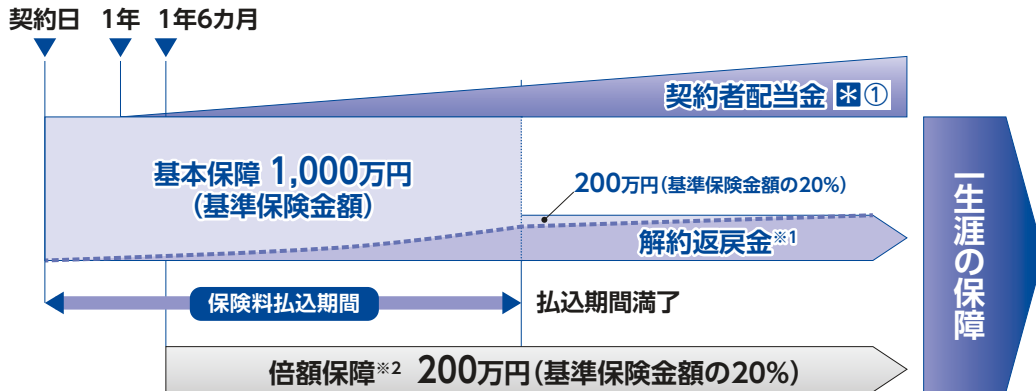 契約日 1年 1年6カ月
契約者配当金 *①
基本保障 1,000万円
(基準保険金額)
200万円(基準保険金額の20%)
解約返戻金※1
一生涯の保障
保険料払込期間
払込期間満了
倍額保障※2 200万円(基準保険金額の20%)